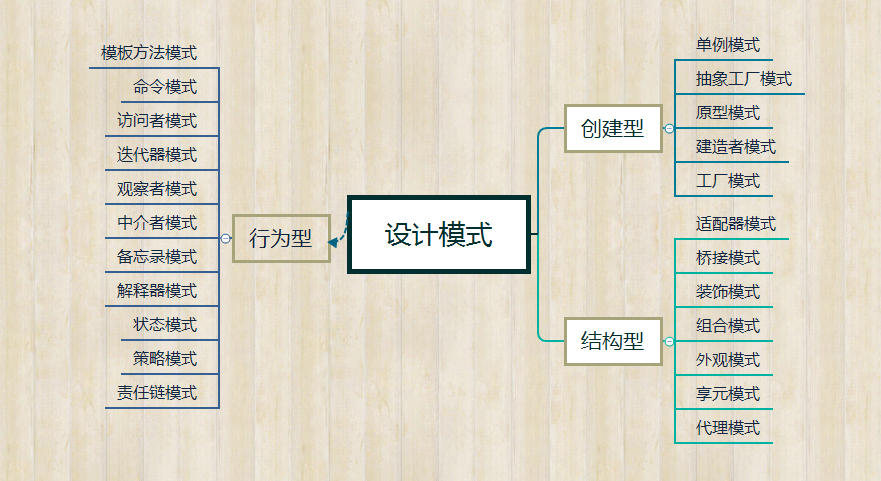 设计模式
创建型
单例模式
抽象工厂模式
原型模式
建造者模式
工厂模式
结构型
适配器模式
桥接模式
装饰模式
组合模式
外观模式
享元模式
代理模式
行为型
模板方法模式
命令模式
访问者模式
迭代器模式
观察者模式
中介者模式
备忘录模式
解释器模式
状态模式
策略模式
责任链模式